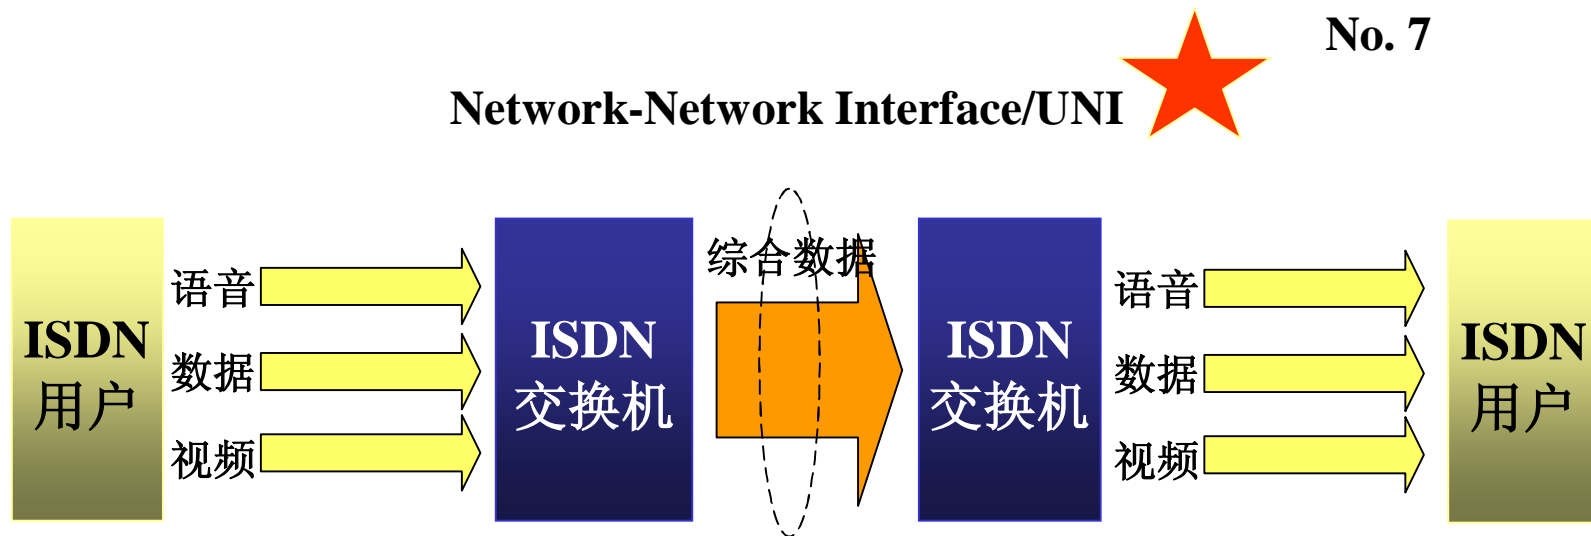 No. 7
Network-Network Interface/UNI
ISDN
用户
语音
数据
视频
ISDN
交换机
综合数据
ISDN
交换机
语音
数据
视频
ISDN
用户